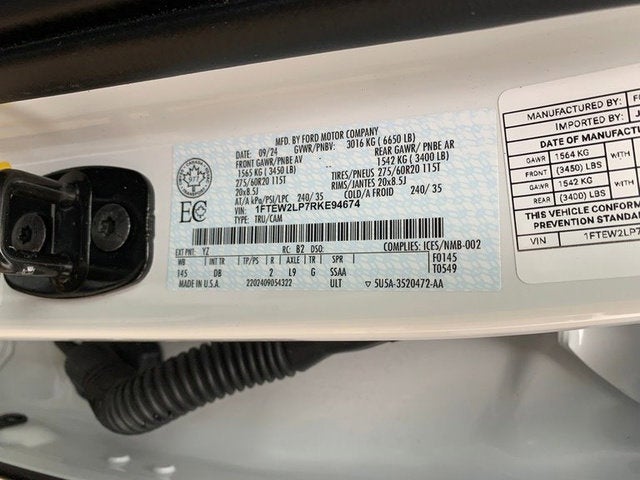 MFD. BY FORD MOTOR COMPANY
DATE: 09/24 GVWR/PNBV: 3016 KG ( 6650 LB)
FRONT GAWR/PNBE AV REAR GAWR/ PNBE AR
1565 KG ( 3450 LB) 1542 KG ( 3400 LB)
275/60R20 115T TIRES/PNEUS 275/60R20 115T
20x8.5J RIMS/JANTES 20x8.5J
AT/A kPa/PSI/LPC 240/35 COLD/A FROID 240/ 35
EC
VIN: 1FTEW2LP7RKE94674
TYPE: TRU/CAM
EXT PNT: YZ RC: B2 DSO: COMPLIES: ICES/NMB-002
WB INT TR TP/PS R AXLE TR SPR F0145
145 DB 2 L9 G SSAA T0549
MADE IN U.S.A. 2202409054322 ULT ▽ 5U5A-3520472-AA
MANUFACTURED BY: FO
IMPORTED BY: J
DATE OF MANUFACTU
GAWR 1564 KG
FRONT (3450) LBS
GAWR 1542 KG
REAR (3400) LBS
THIS VEHICLE CONFOR
PREVENTION STANDAR
VIN 1FTEW2LP7